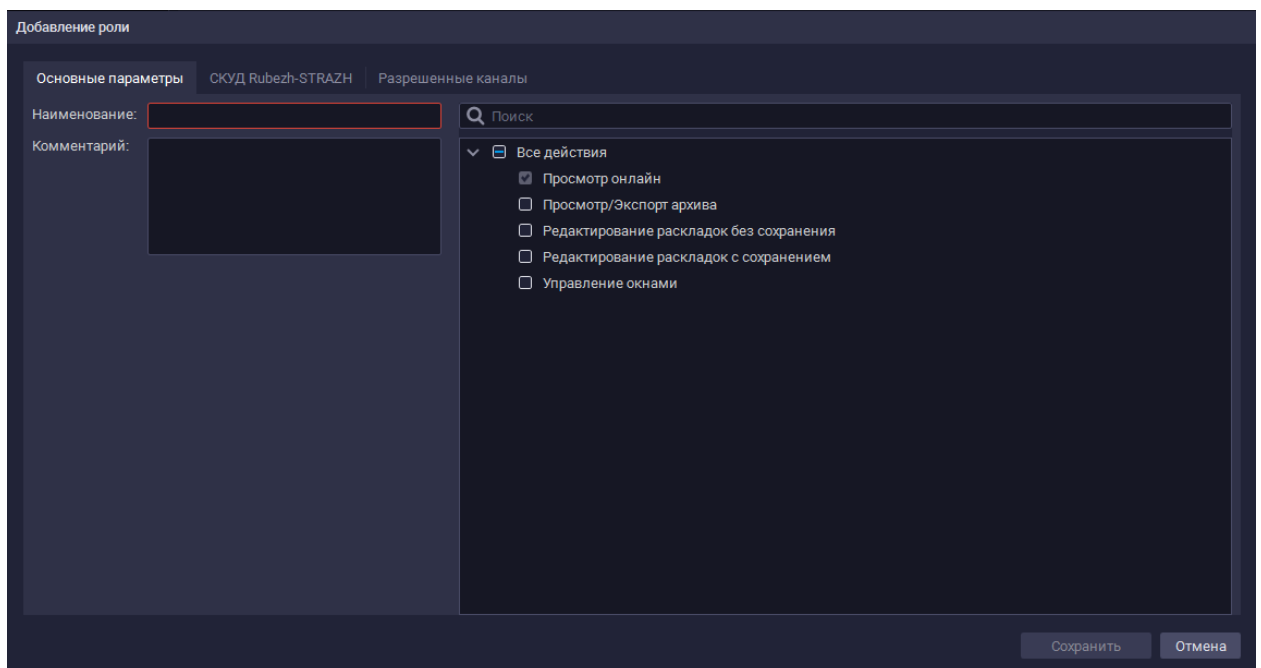 Добавление роли
Основные параметры СКУД Rubezh-STRAZH Разрешенные каналы
Наименование:
Комментарий:
Поиск
Все действия
Просмотр онлайн
Просмотр/Экспорт архива
Редактирование раскладок без сохранения
Редактирование раскладок с сохранением
Управление окнами
Сохранить Отмена